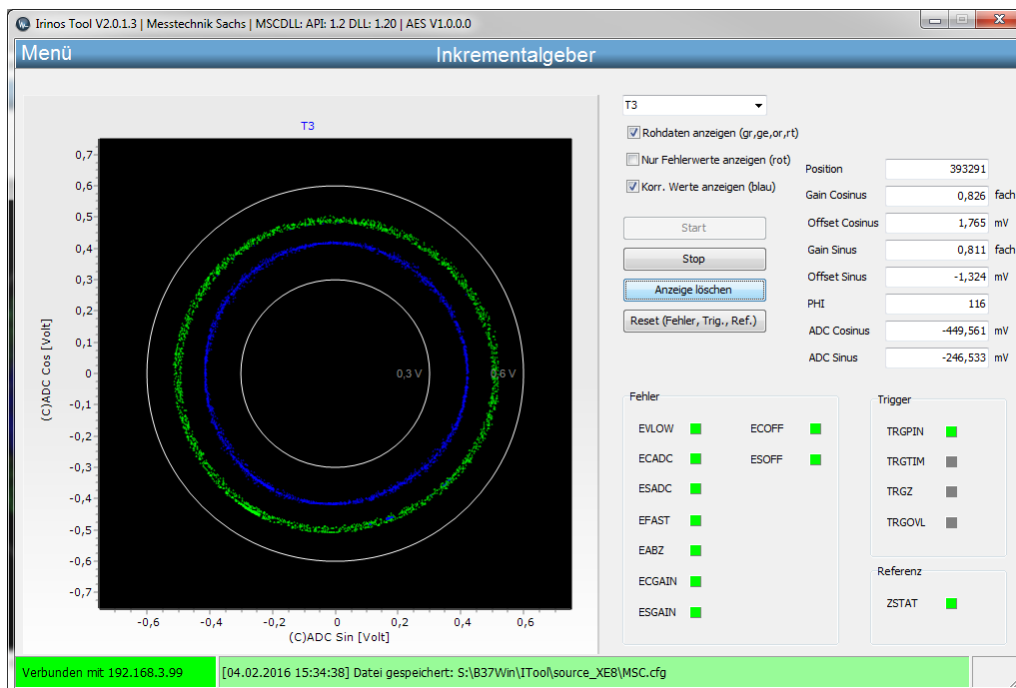 Irinos Tool V2.0.1.3 | Messtechnik Sachs | MSCDLL: API: 1.2 DLL: 1.20 | AES V1.0.0.0
Menü
Inkrementalgeber
T3
0,7
0,6
0,5
0,4
0,3
0,2
0,1
0
-0,1
-0,2
-0,3
-0,4
-0,5
-0,6
-0,7
(C)ADC Cos [Volt]
0,3 V
0,6 V
-0,6
-0,4
-0,2
0
0,2
0,4
0,6
(C)ADC Sin [Volt]
T3
Rohdaten anzeigen (gr,ge,or,rt)
Nur Fehlerwerte anzeigen (rot)
Korr. Werte anzeigen (blau)
Start
Stop
Anzeige löschen
Reset (Fehler, Trig., Ref.)
Position 393291
Gain Cosinus 0,826 fach
Offset Cosinus 1,765 mV
Gain Sinus 0,811 fach
Offset Sinus -1,324 mV
PHI 116
ADC Cosinus -449,561 mV
ADC Sinus -246,533 mV
Fehler
EVLOW
ECADC
ESADC
EFAST
EABZ
ECGAIN
ESGAIN
ECOFF
ESOFF
Trigger
TRGPIN
TRGTIM
TRGZ
TRGOVL
Referenz
ZSTAT
Verbunden mit 192.168.3.99
[04.02.2016 15:34:38] Datei gespeichert: S:\B37Win\ITool\source_XE8\MSC.cfg